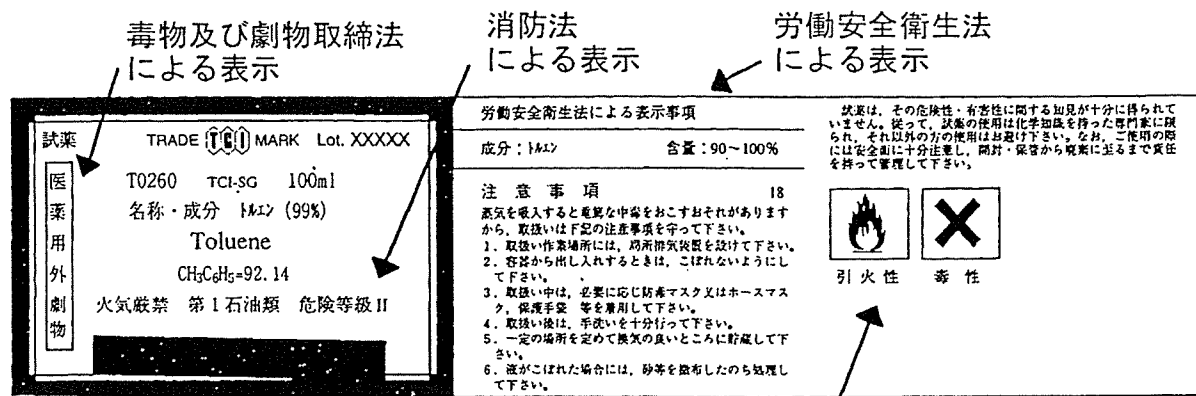 毒物及び劇物取締法
による表示
消防法
による表示
労働安全衛生法
による表示
試薬
TRADE TCI MARK Lot. XXXXX
医薬用外劇物
T0260 TCI-SG 100ml
名称・成分 トルエン (99%)
Toluene
CH3C6H5=92.14
火気厳禁 第1石油類 危険等級II
労働安全衛生法による表示事項
成分:トルエン 含量:90~100%
注意事項 18
蒸気を吸入すると重篤な中毒をおこすおそれがあります
から、取扱いは下記の注意事項を守って下さい。
1.取扱い作業場所には、局所排気装置を設けて下さい。
2.容器から出し入れするときは、こぼれないようにし
て下さい。
3.取扱い中は、必要に応じ防毒マスク又はホースマス
ク、保護手袋 等を着用して下さい。
4.取扱い後は、手洗いを十分行って下さい。
5.一定の場所を定めて換気の良いところに貯蔵して下
さい。
6.液がこぼれた場合には、砂等を散布したのち処理し
て下さい。
試薬は、その危険性・有害性に関する知見が十分に得られて
いません。従って、試薬の使用は化学知識を持った専門家に限
られ、それ以外の方の使用はお避け下さい。なお、ご使用の際
には安全面に十分注意し、開封・保管から廃棄に至るまで責任
を持って管理して下さい。
引火性 毒性